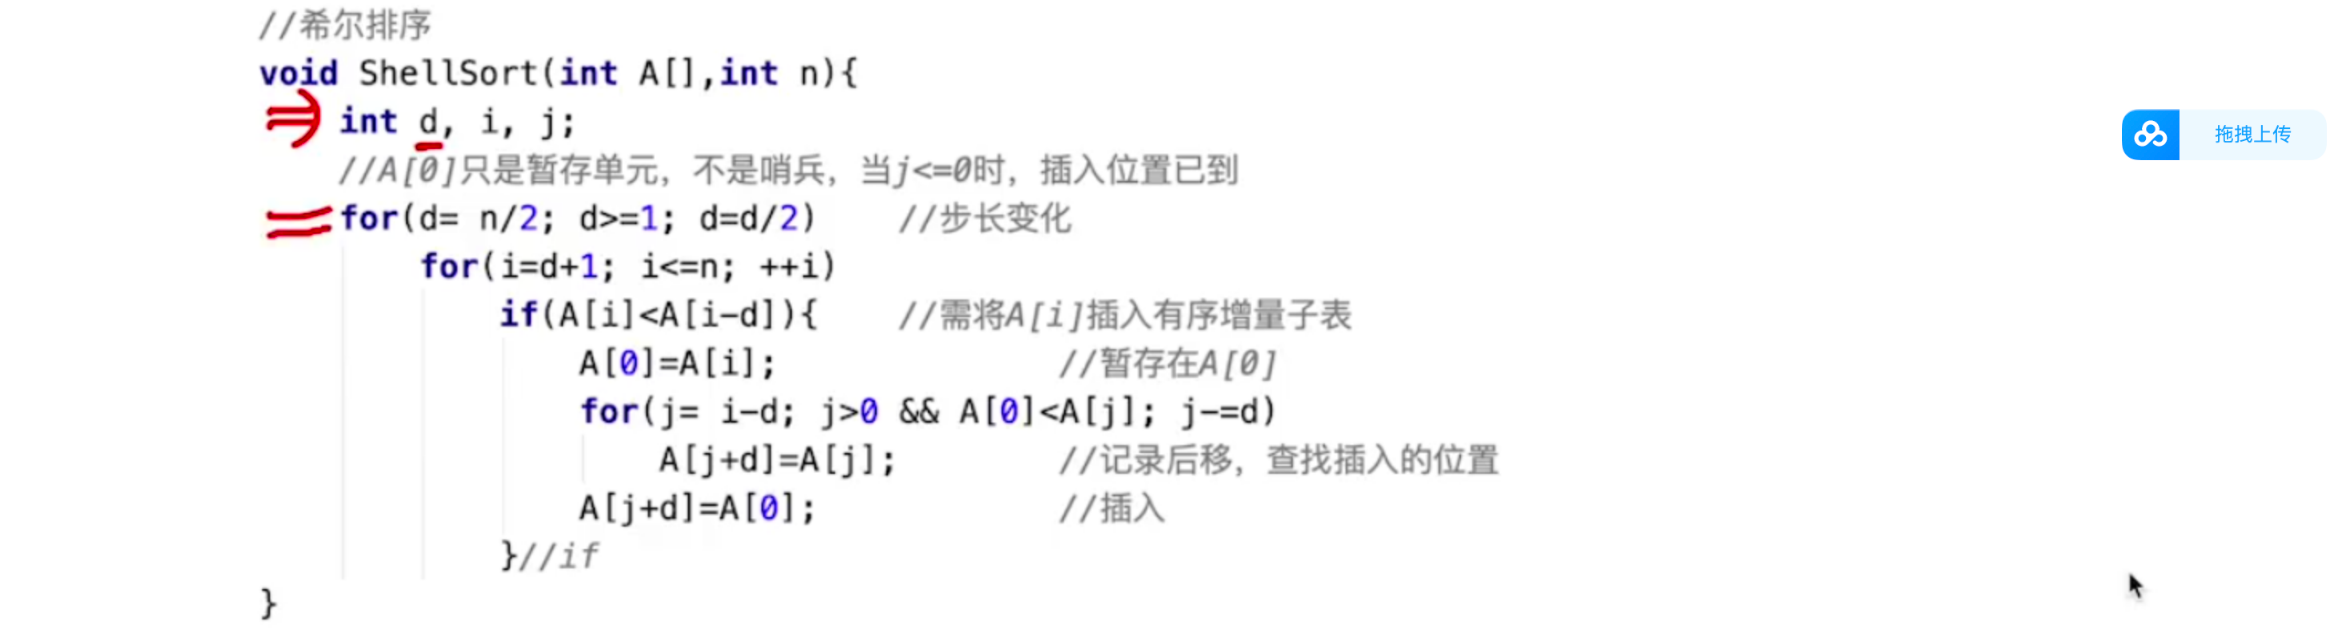 //希尔排序
void ShellSort(int A[],int n){
int d, i, j;
//A[0]只是暂存单元，不是哨兵，当j<=0时，插入位置已到
for(d= n/2; d>=1; d=d/2) //步长变化
for(i=d+1; i<=n; ++i)
if(A[i]<A[i-d]){ //需将A[i]插入有序增量子表
A[0]=A[i]; //暂存在A[0]
for(j= i-d; j>0 && A[0]<A[j]; j-=d)
A[j+d]=A[j]; //记录后移，查找插入的位置
A[j+d]=A[0]; //插入
}//if
}
拖拽上传